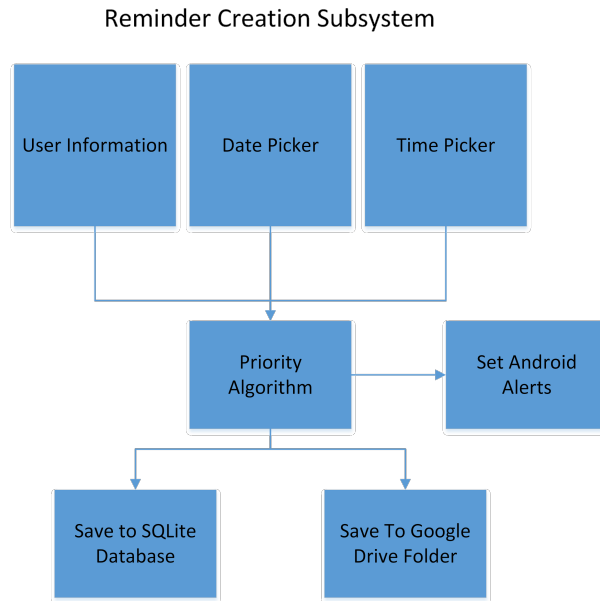 Reminder Creation Subsystem
User Information
Date Picker
Time Picker
Priority
Algorithm
Set Android
Alerts
Save to SQLite
Database
Save To Google
Drive Folder